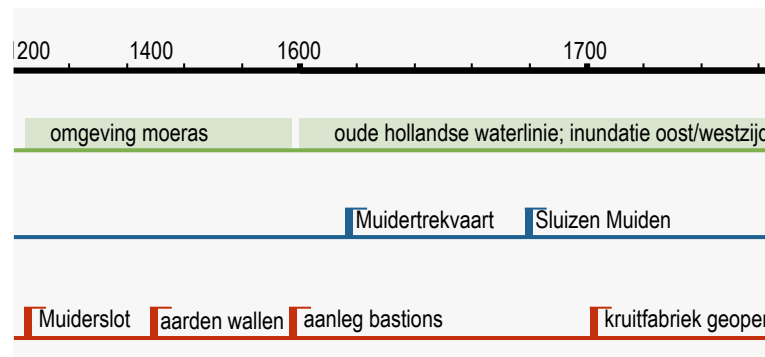 1200 1400 1600 1700
omgeving moeras oude hollandse waterlinie; inundatie oost/westzijd
Muidertrekvaart Sluizen Muiden
Muiderslot aarden wallen aanleg bastions kruitfabriek geopen